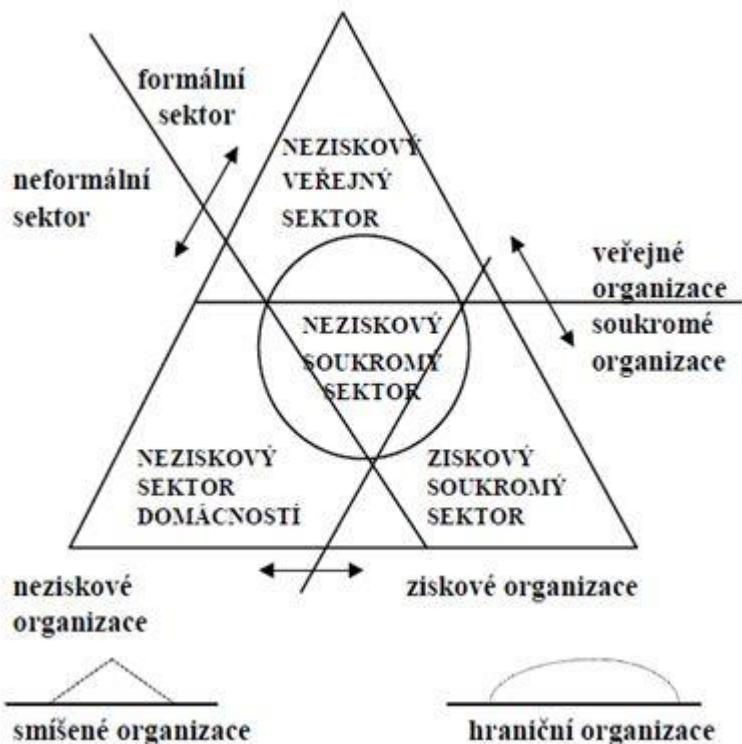 formální
sektor
neformální
sektor
NEZISKOVÝ
VEŘEJNÝ
SEKTOR
veřejné
organizace
soukromé
organizace
NEZISKOVÝ
SOUKROMÝ
SEKTOR
NEZISKOVÝ
SEKTOR
DOMÁCNOSTÍ
ZISKOVÝ
SOUKROMÝ
SEKTOR
neziskové
organizace
ziskové organizace
smíšené organizace
hraniční organizace